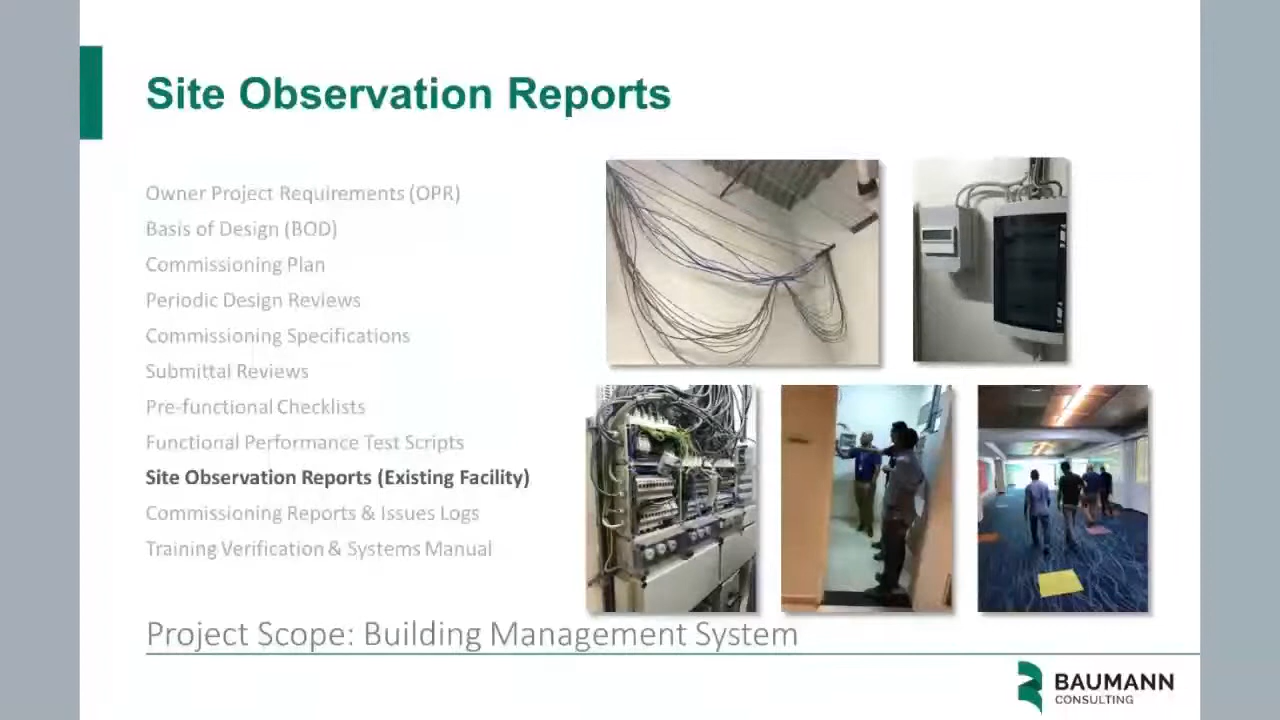 Site Observation Reports
Owner Project Requirements (OPR)
Basis of Design (BOD)
Commissioning Plan
Periodic Design Reviews
Commissioning Specifications
Submittal Reviews
Pre-functional Checklists
Functional Performance Test Scripts
Site Observation Reports (Existing Facility)
Commissioning Reports & Issues Logs
Training Verification & Systems Manual
Project Scope: Building Management System
BAUMANN
CONSULTING